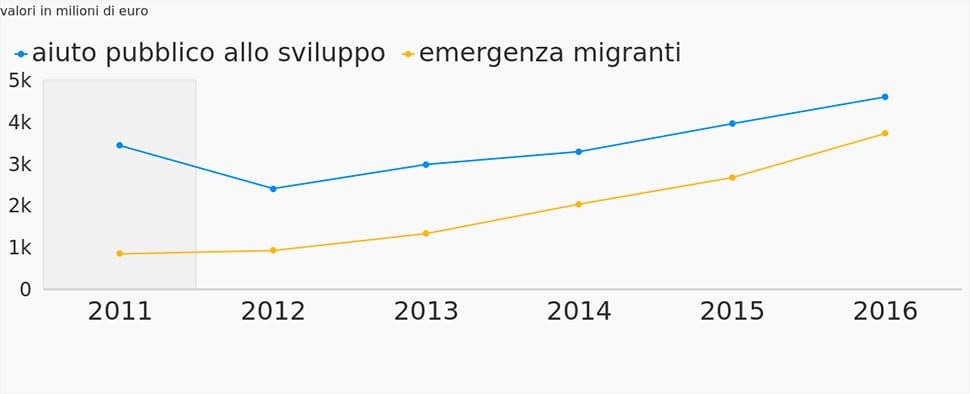 valori in milioni di euro
aiuto pubblico allo sviluppo emergenza migranti
5k
4k
3k
2k
1k
0
2011 2012 2013 2014 2015 2016